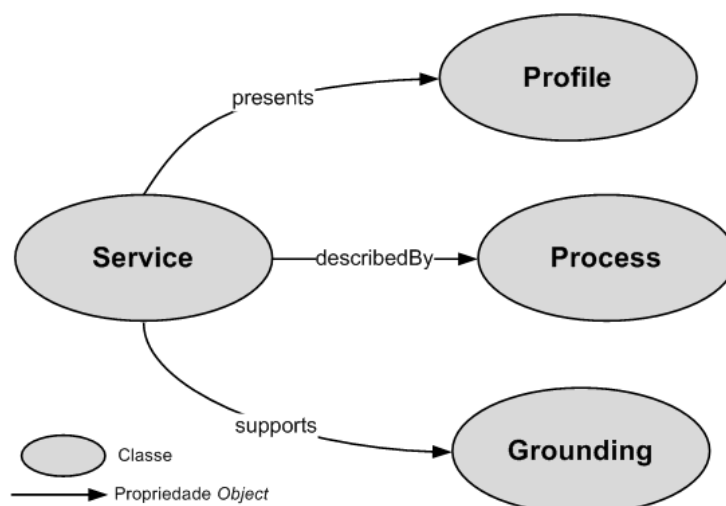 Profile
presents
Service
describedBy
Process
supports
Grounding
Classe
Propriedade Object